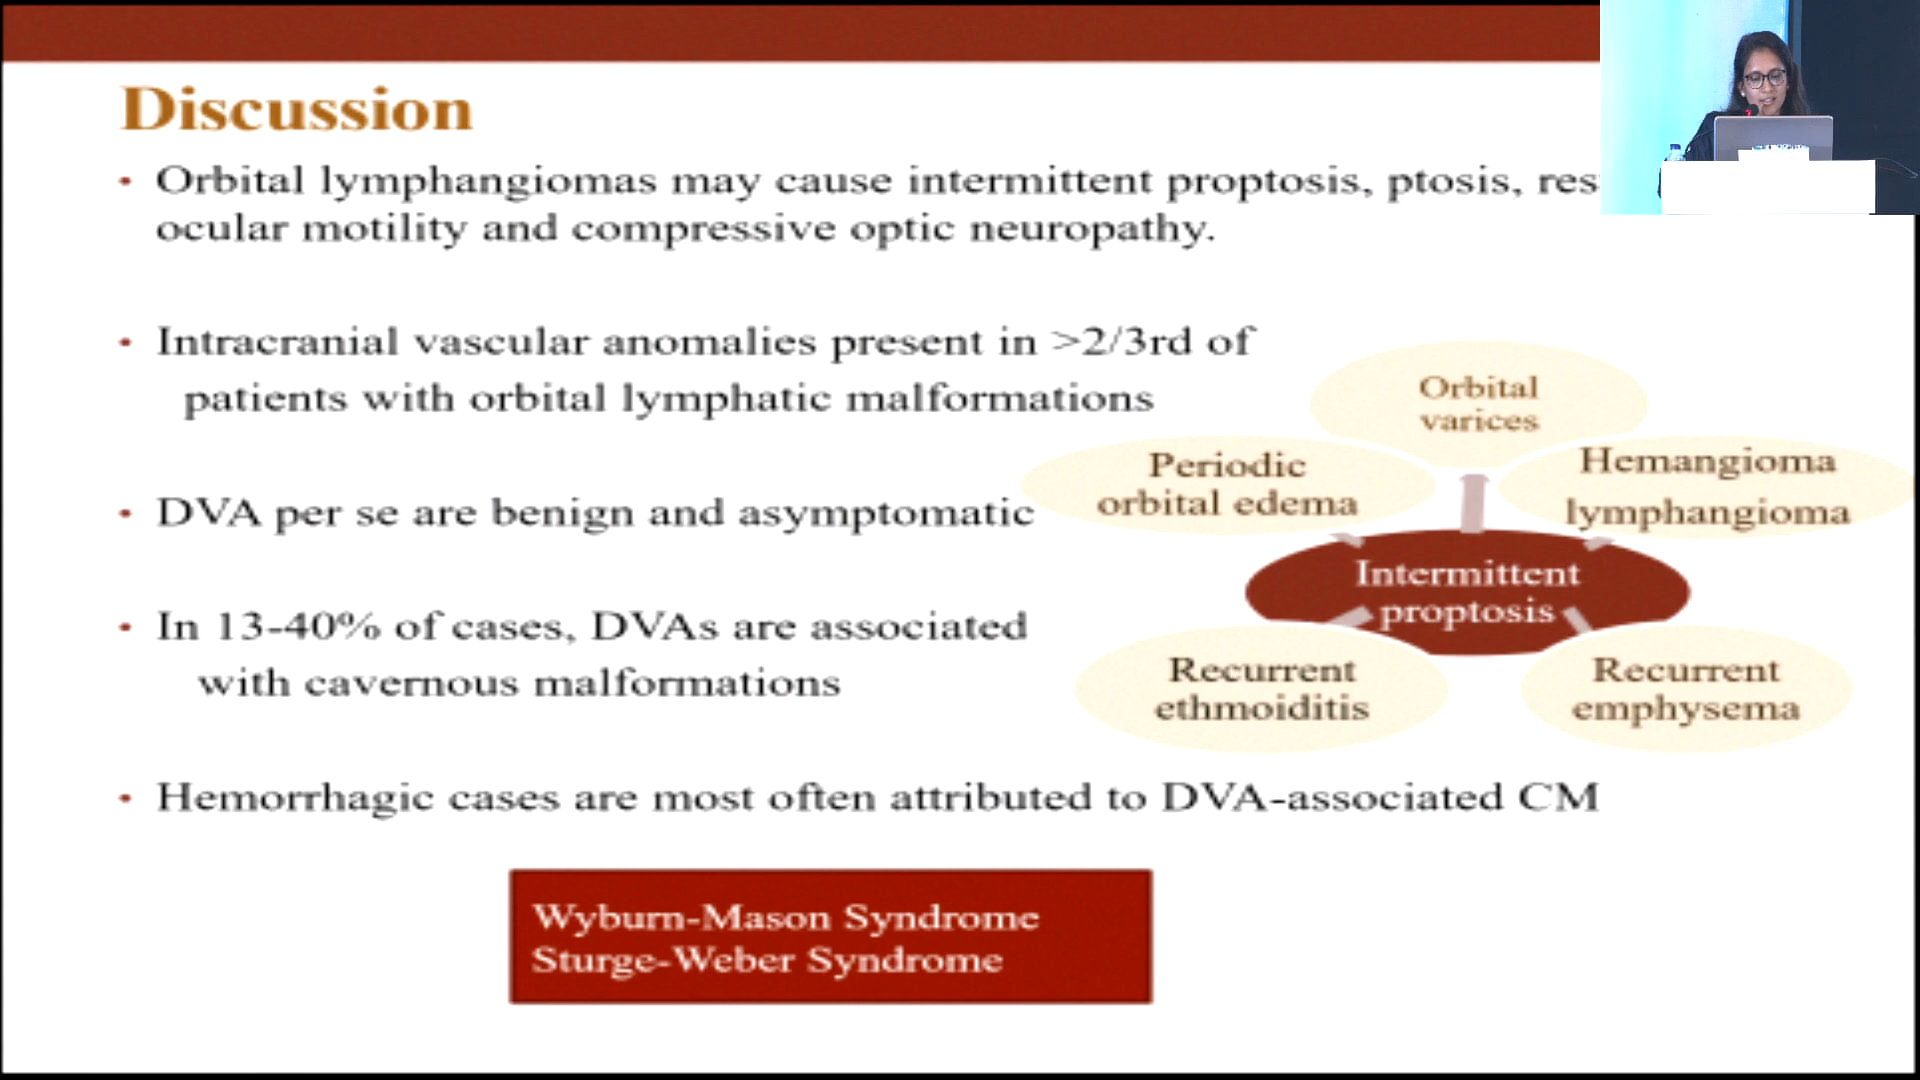 Discussion
• Orbital lymphangiomas may cause intermittent proptosis, ptosis,
ocular motility and compressive optic neuropathy.
• Intracranial vascular anomalies present in >2/3rd of
patients with orbital lymphatic malformations
• DVA per se are benign and asymptomatic
• In 13-40% of cases, DVAs are associated
with cavernous malformations
• Hemorrhagic cases are most often attributed to DVA-associated CM
Orbital
varices
Periodic
orbital edema
Hemangioma
lymphangioma
Intermittent
proptosis
Recurrent
ethmoiditis
Recurrent
emphysema
Wyburn-Mason Syndrome
Sturge-Weber Syndrome